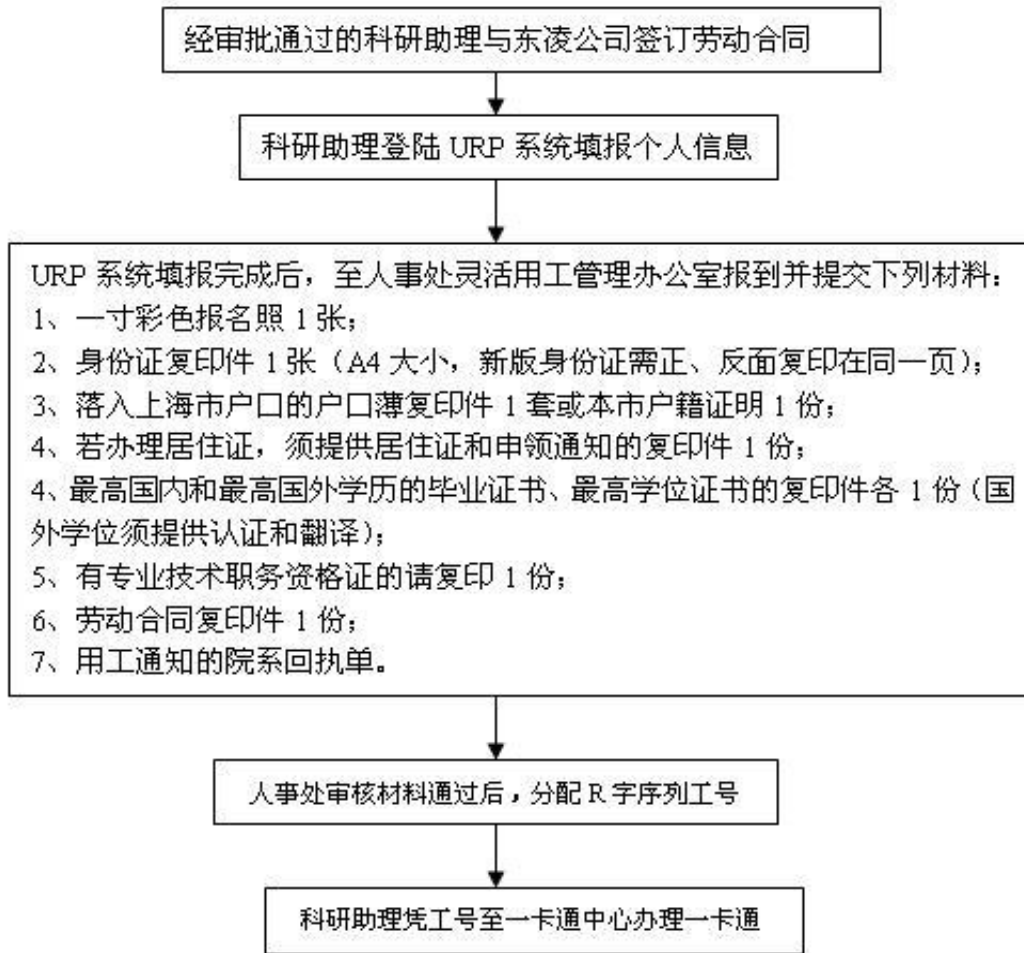 经审批通过的科研助理与东凌公司签订劳动合同
科研助理登陆 URP 系统填报个人信息
URP 系统填报完成后，至人事处灵活用工管理办公室报到并提交下列材料：
1、一寸彩色报名照 1 张；
2、身份证复印件 1 张（A4 大小，新版身份证需正、反面复印在同一页）；
3、落入上海市户口的户口薄复印件 1 套或本市户籍证明 1 份；
4、若办理居住证，须提供居住证和申领通知的复印件 1 份；
4、最高国内和最高国外学历的毕业证书、最高学位证书的复印件各 1 份（国
外学位须提供认证和翻译）；
5、有专业技术职务资格证的请复印 1 份；
6、劳动合同复印件 1 份；
7、用工通知的院系回执单。
人事处审核材料通过后，分配 R 字序列工号
科研助理凭工号至一卡通中心办理一卡通